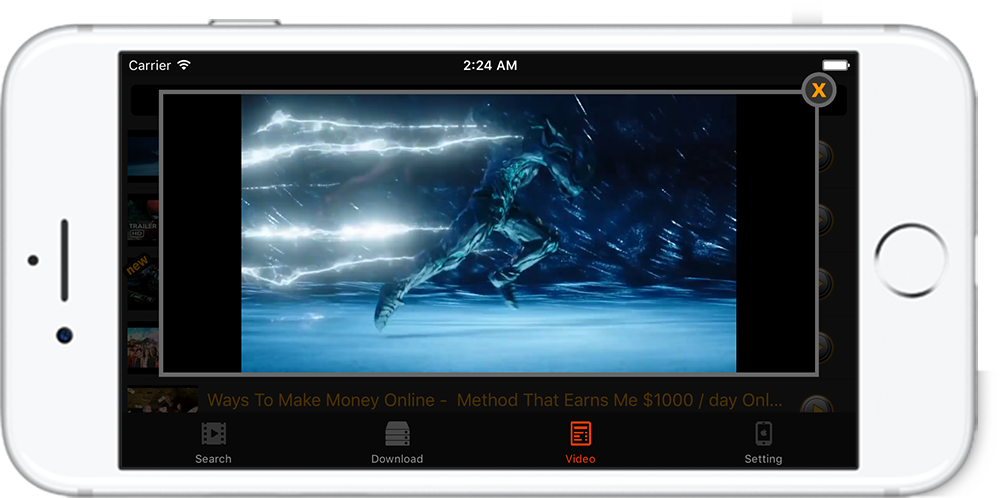 Carrier 2:24 AM
X
TRAILER
HD
new
Ways To Make Money Online - Method That Earns Me $1000 / day Onl...
Search Download Video Setting